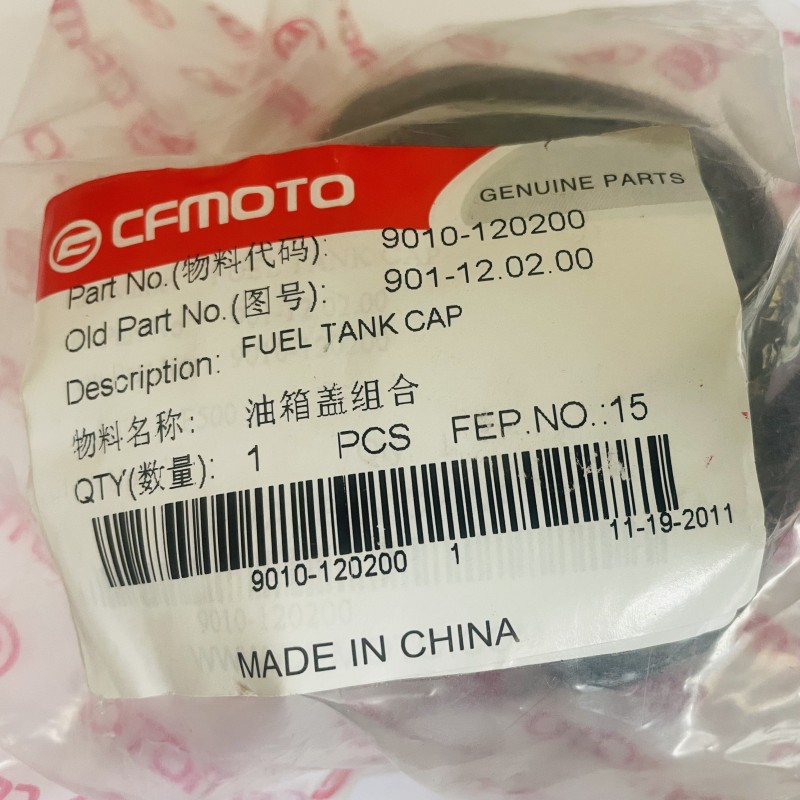 CFMOTO
GENUINE PARTS
Part No.(物料代码): 9010-120200
Old Part No.(图号): 901-12.02.00
Description: FUEL TANK CAP
物料名称: 油箱盖组合
QTY(数量): 1 PCS FEP.NO.:15
9010-120200 1 11-19-2011
MADE IN CHINA